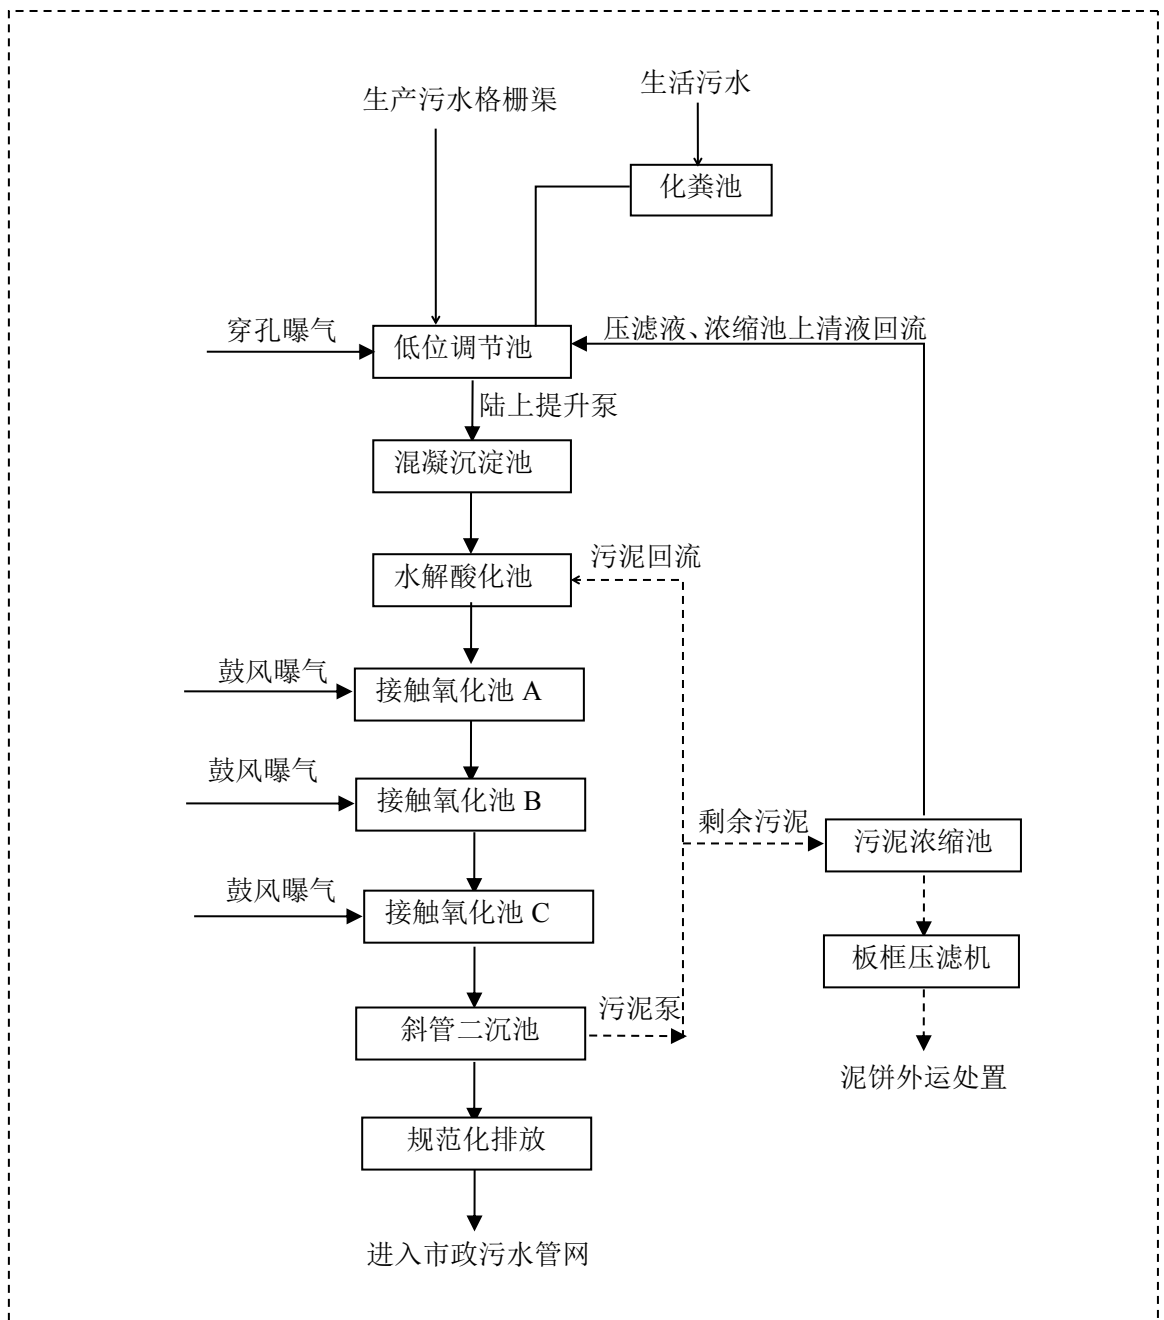 生活污水
生产污水格栅渠
化粪池
穿孔曝气
压滤液、浓缩池上清液回流
低位调节池
陆上提升泵
混凝沉淀池
污泥回流
水解酸化池
鼓风曝气
接触氧化池 A
鼓风曝气
接触氧化池 B
剩余污泥
污泥浓缩池
鼓风曝气
接触氧化池 C
板框压滤机
污泥泵
斜管二沉池
泥饼外运处置
规范化排放
进入市政污水管网